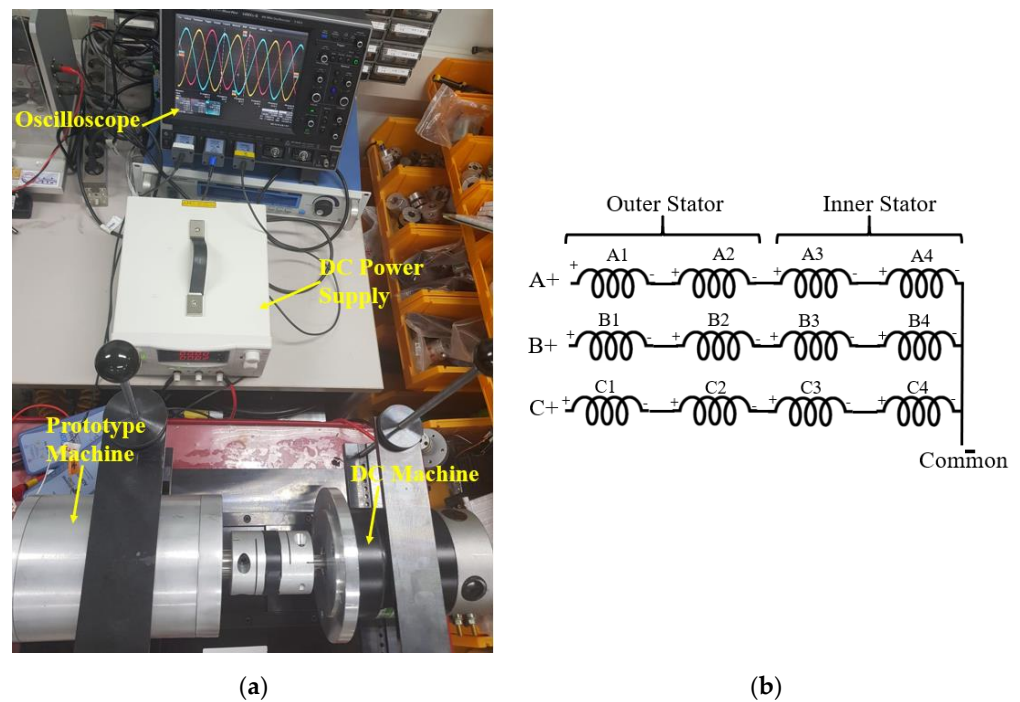 Oscilloscope
DC Power
Supply
Prototype
Machine
DC Machine
(a)
Outer Stator
Inner Stator
A1
A2
A3
A4
A+
+
-
+
-
+
-
+
-
B1
B2
B3
B4
B+
+
-
+
-
+
-
+
-
C1
C2
C3
C4
C+
+
-
+
-
+
-
+
-
-
Common
(b)